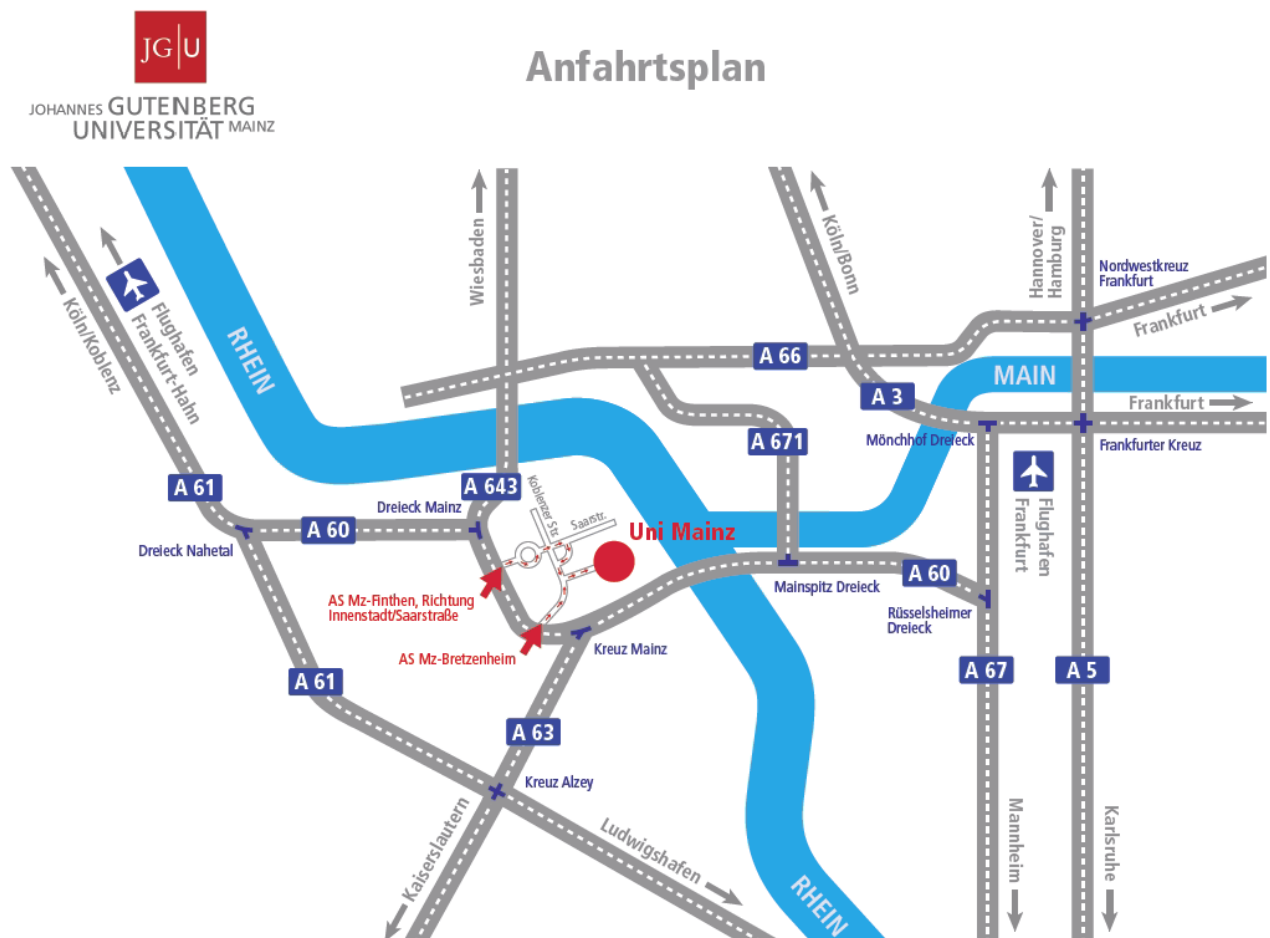 JG|U
Anfahrtsplan
JOHANNES GUTENBERG
UNIVERSITÄT MAINZ
Wiesbaden
Köln/Bonn
Hannover/
Hamburg
Nordwestkreuz
Frankfurt
Frankfurt
Köln/Koblenz
Flughafen
Frankfurt-Hahn
RHEIN
A 66
MAIN
A 3
Frankfurt
Mönchhof Dreieck
Frankfurter Kreuz
A 671
A 61
A 643
Dreieck Mainz
Koblenzer Str.
Saarstr.
Flughafen
Frankfurt
A 60
Uni Mainz
Dreieck Nahetal
Mainspitz Dreieck
A 60
AS Mz-Finthen, Richtung
Innenstadt/Saarstraße
Rüsselsheimer
Dreieck
AS Mz-Bretzenheim
Kreuz Mainz
A 61
A 67
A 5
A 63
Kreuz Alzey
Kaiserslautern
Ludwigshafen
Mannheim
Karlsruhe
RHEIN